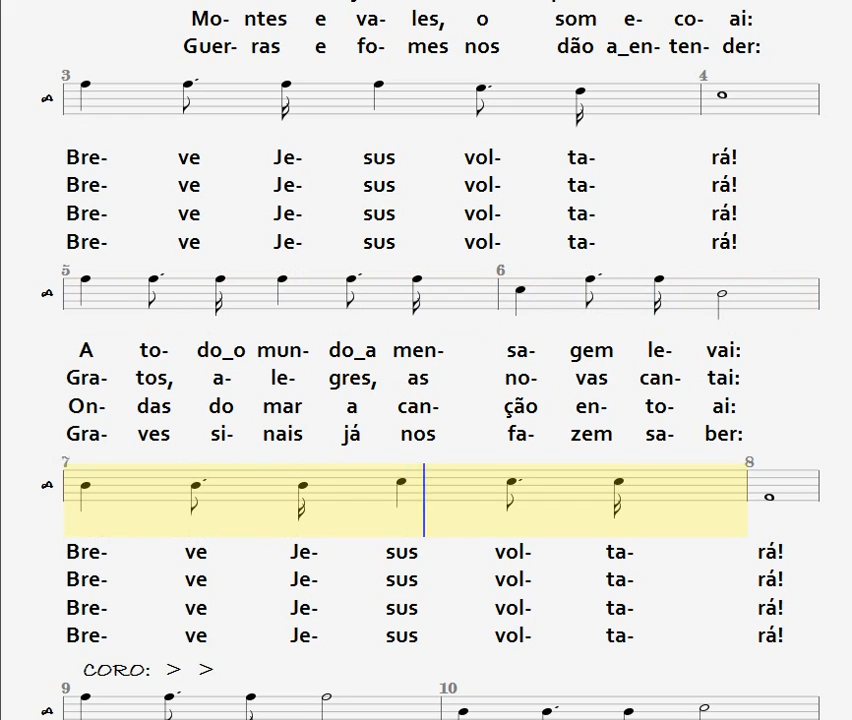 Mo- ntes e va- les, o som e- co- ai:
Guer- ras e fo- mes nos dão a_en- ten- der:
3 4
Bre- ve Je- sus vol- ta- rá!
Bre- ve Je- sus vol- ta- rá!
Bre- ve Je- sus vol- ta- rá!
Bre- ve Je- sus vol- ta- rá!
5 6
A to- do_o mun- do_a men- sa- gem le- vai:
Gra- tos, a- le- gres, as no- vas can- tai:
On- das do mar a can- ção en- to- ai:
Gra- ves si- nais já nos fa- zem sa- ber:
7 8
Bre- ve Je- sus vol- ta- rá!
Bre- ve Je- sus vol- ta- rá!
Bre- ve Je- sus vol- ta- rá!
Bre- ve Je- sus vol- ta- rá!
CORO: > >
9 10